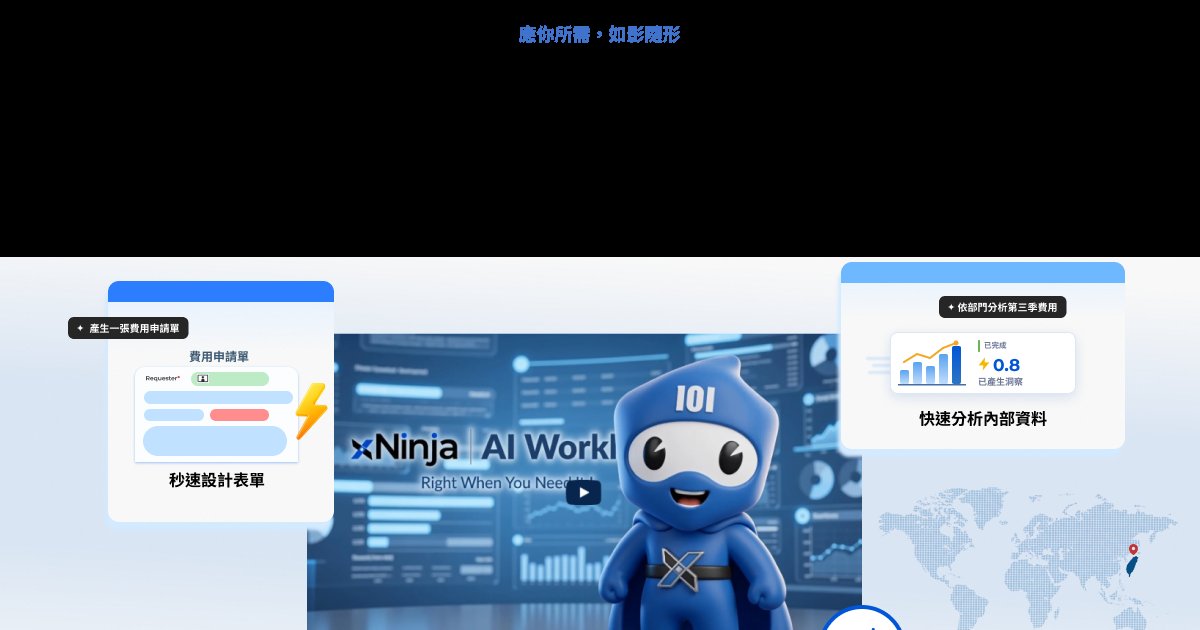 應你所需，如影隨形
✦ 產生一張費用申請單
費用申請單
Requester*
秒速設計表單
xNinja | AI Workf
Right When You Need It!
101
✦ 依部門分析第三季費用
已完成
0.8
已產生洞察
快速分析內部資料